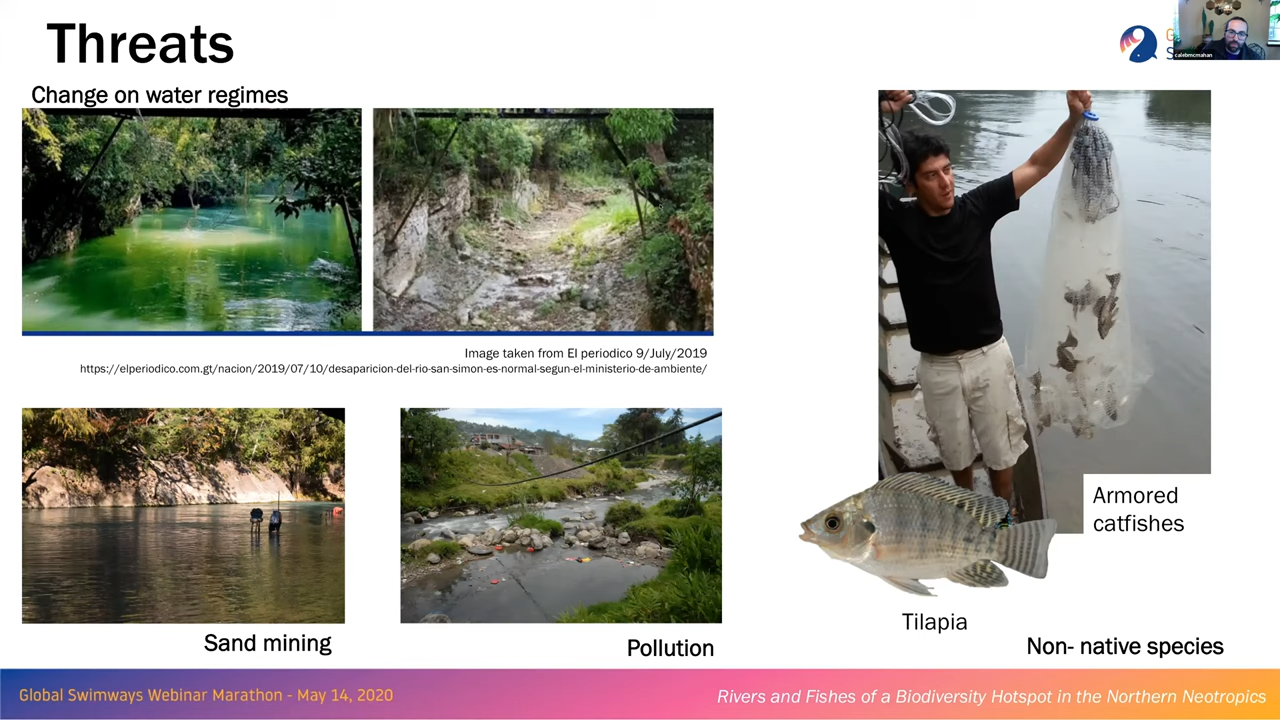 Threats
calebmcmahan
Change on water regimes
Image taken from El periodico 9/July/2019
https://elperiodico.com.gt/nacion/2019/07/10/desaparicion-del-rio-san-simon-es-normal-segun-el-ministerio-de-ambiente/
Armored
catfishes
Tilapia
Sand mining
Pollution
Non- native species
Global Swimways Webinar Marathon - May 14, 2020
Rivers and Fishes of a Biodiversity Hotspot in the Northern Neotropics